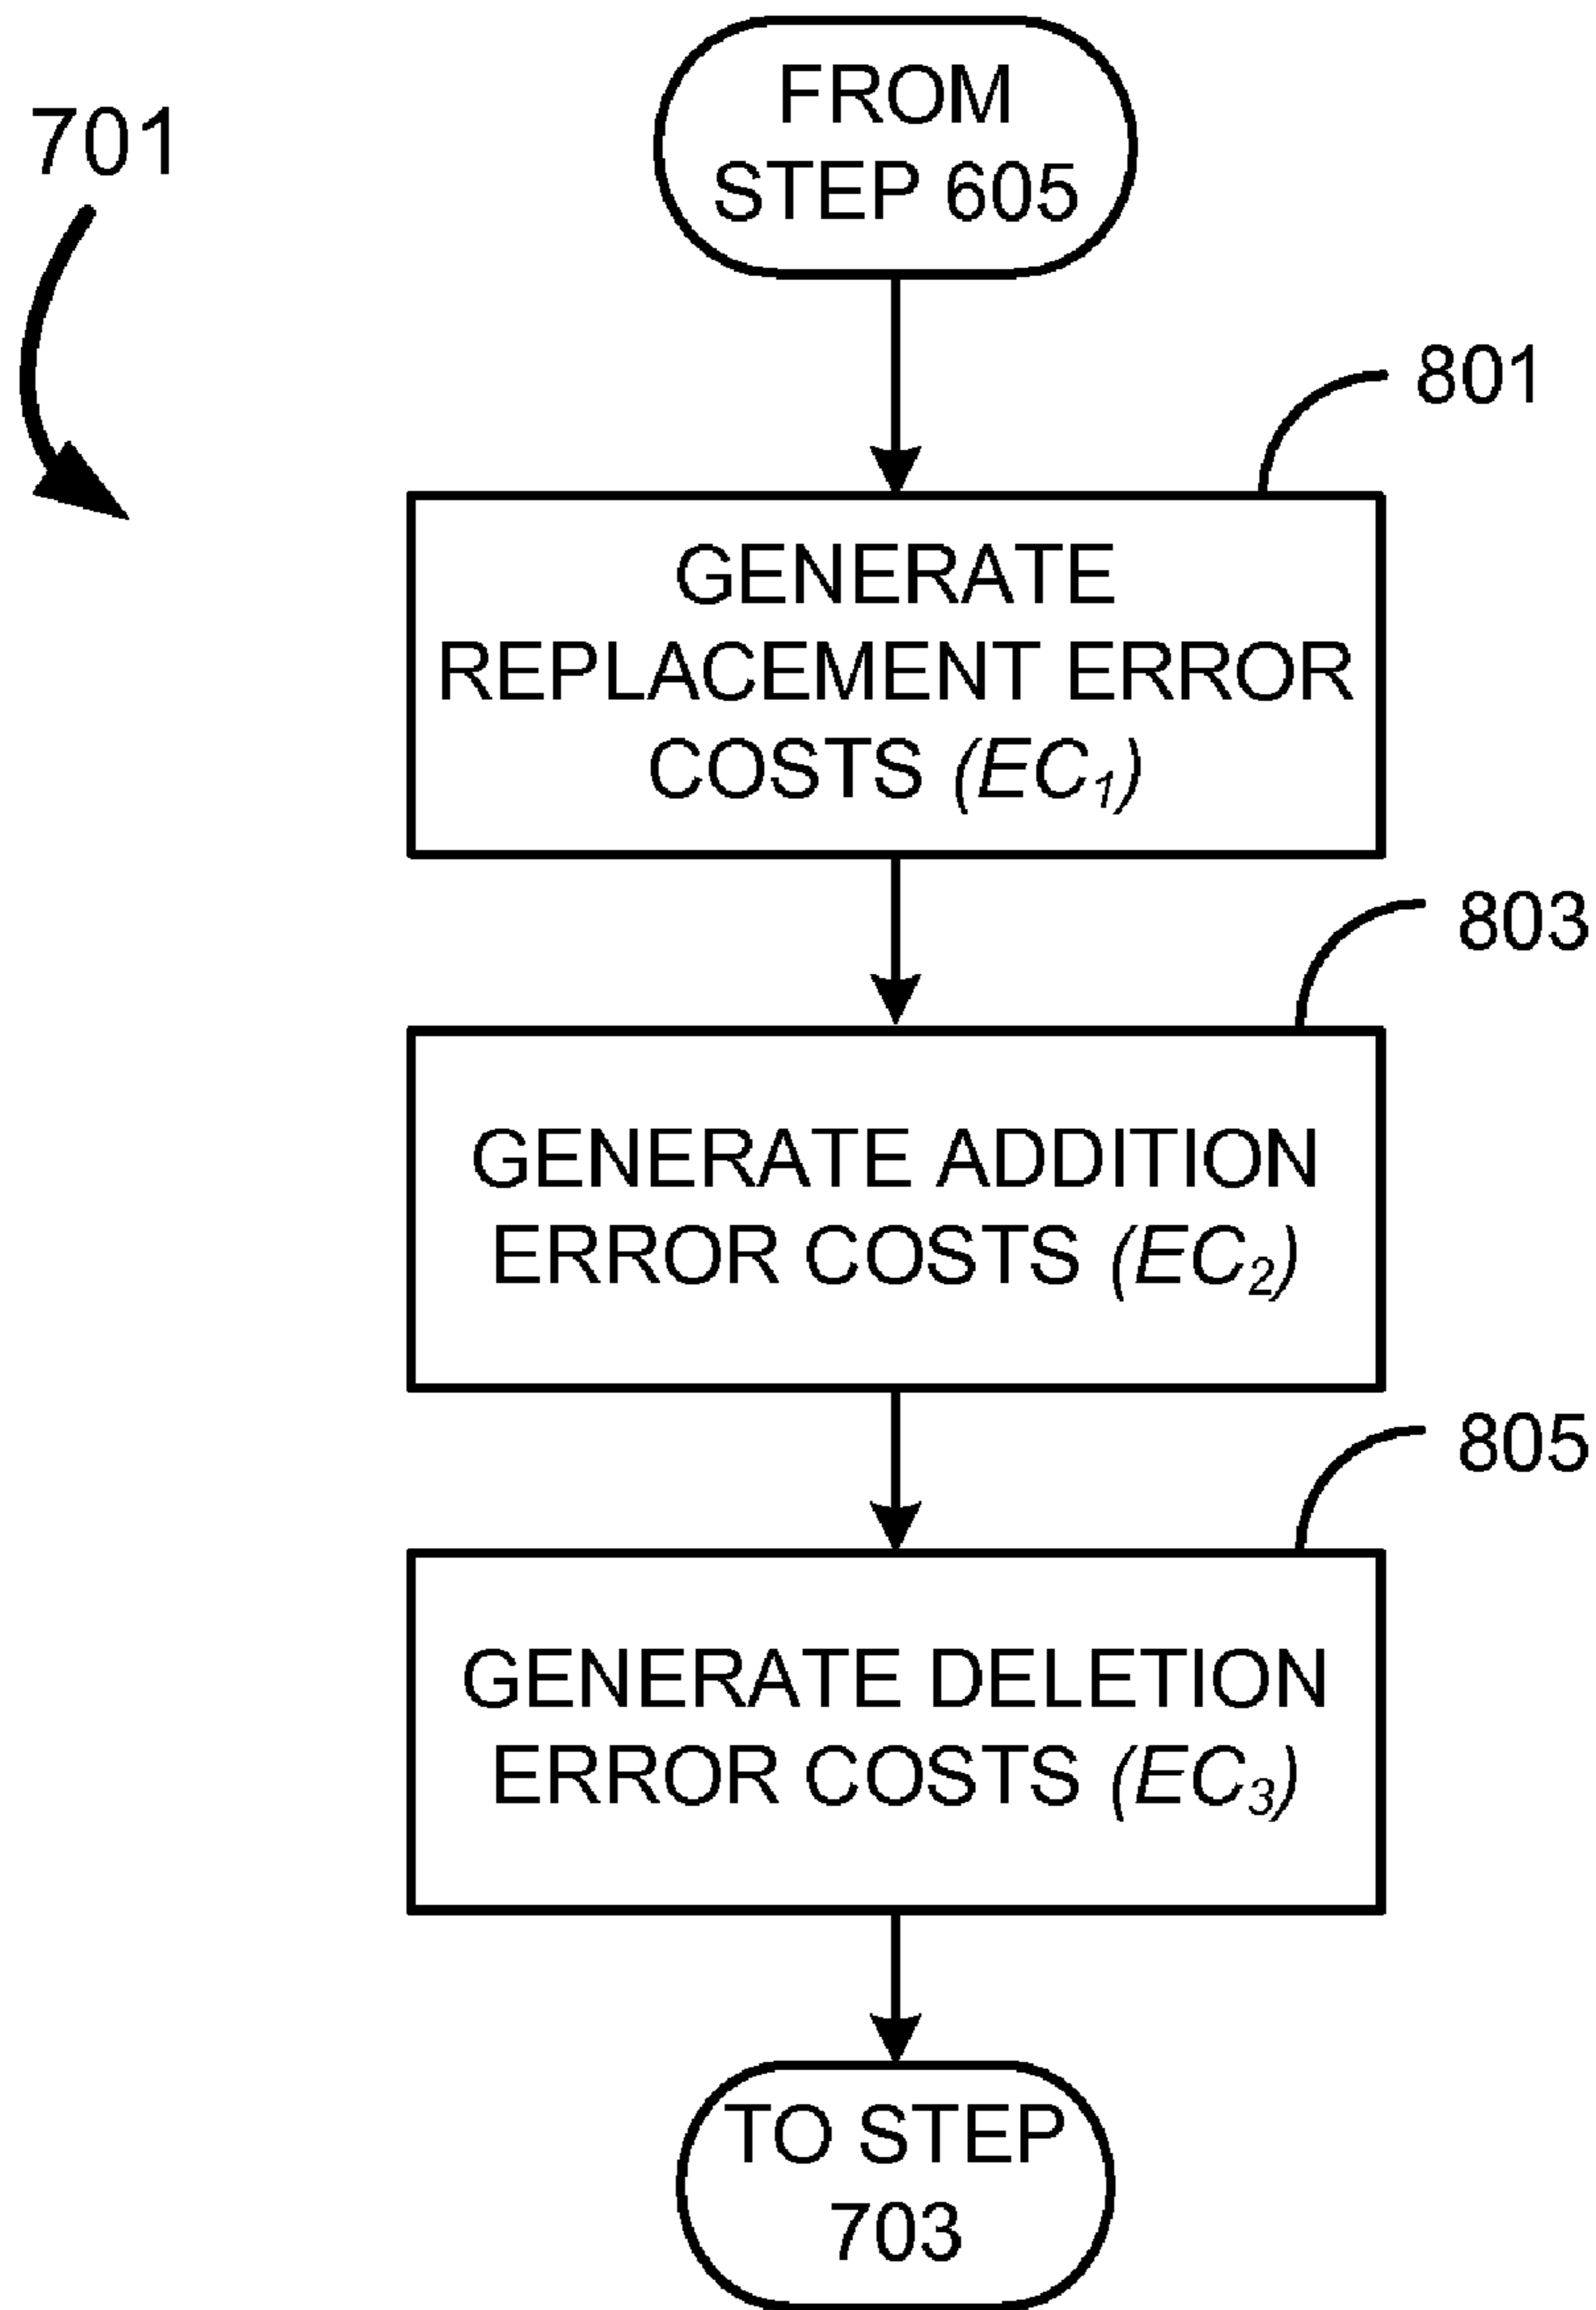 FROM
STEP 605
701
801
GENERATE
REPLACEMENT ERROR
COSTS (EC₁)
803
GENERATE ADDITION
ERROR COSTS (EC₂)
805
GENERATE DELETION
ERROR COSTS (EC₃)
TO STEP
703